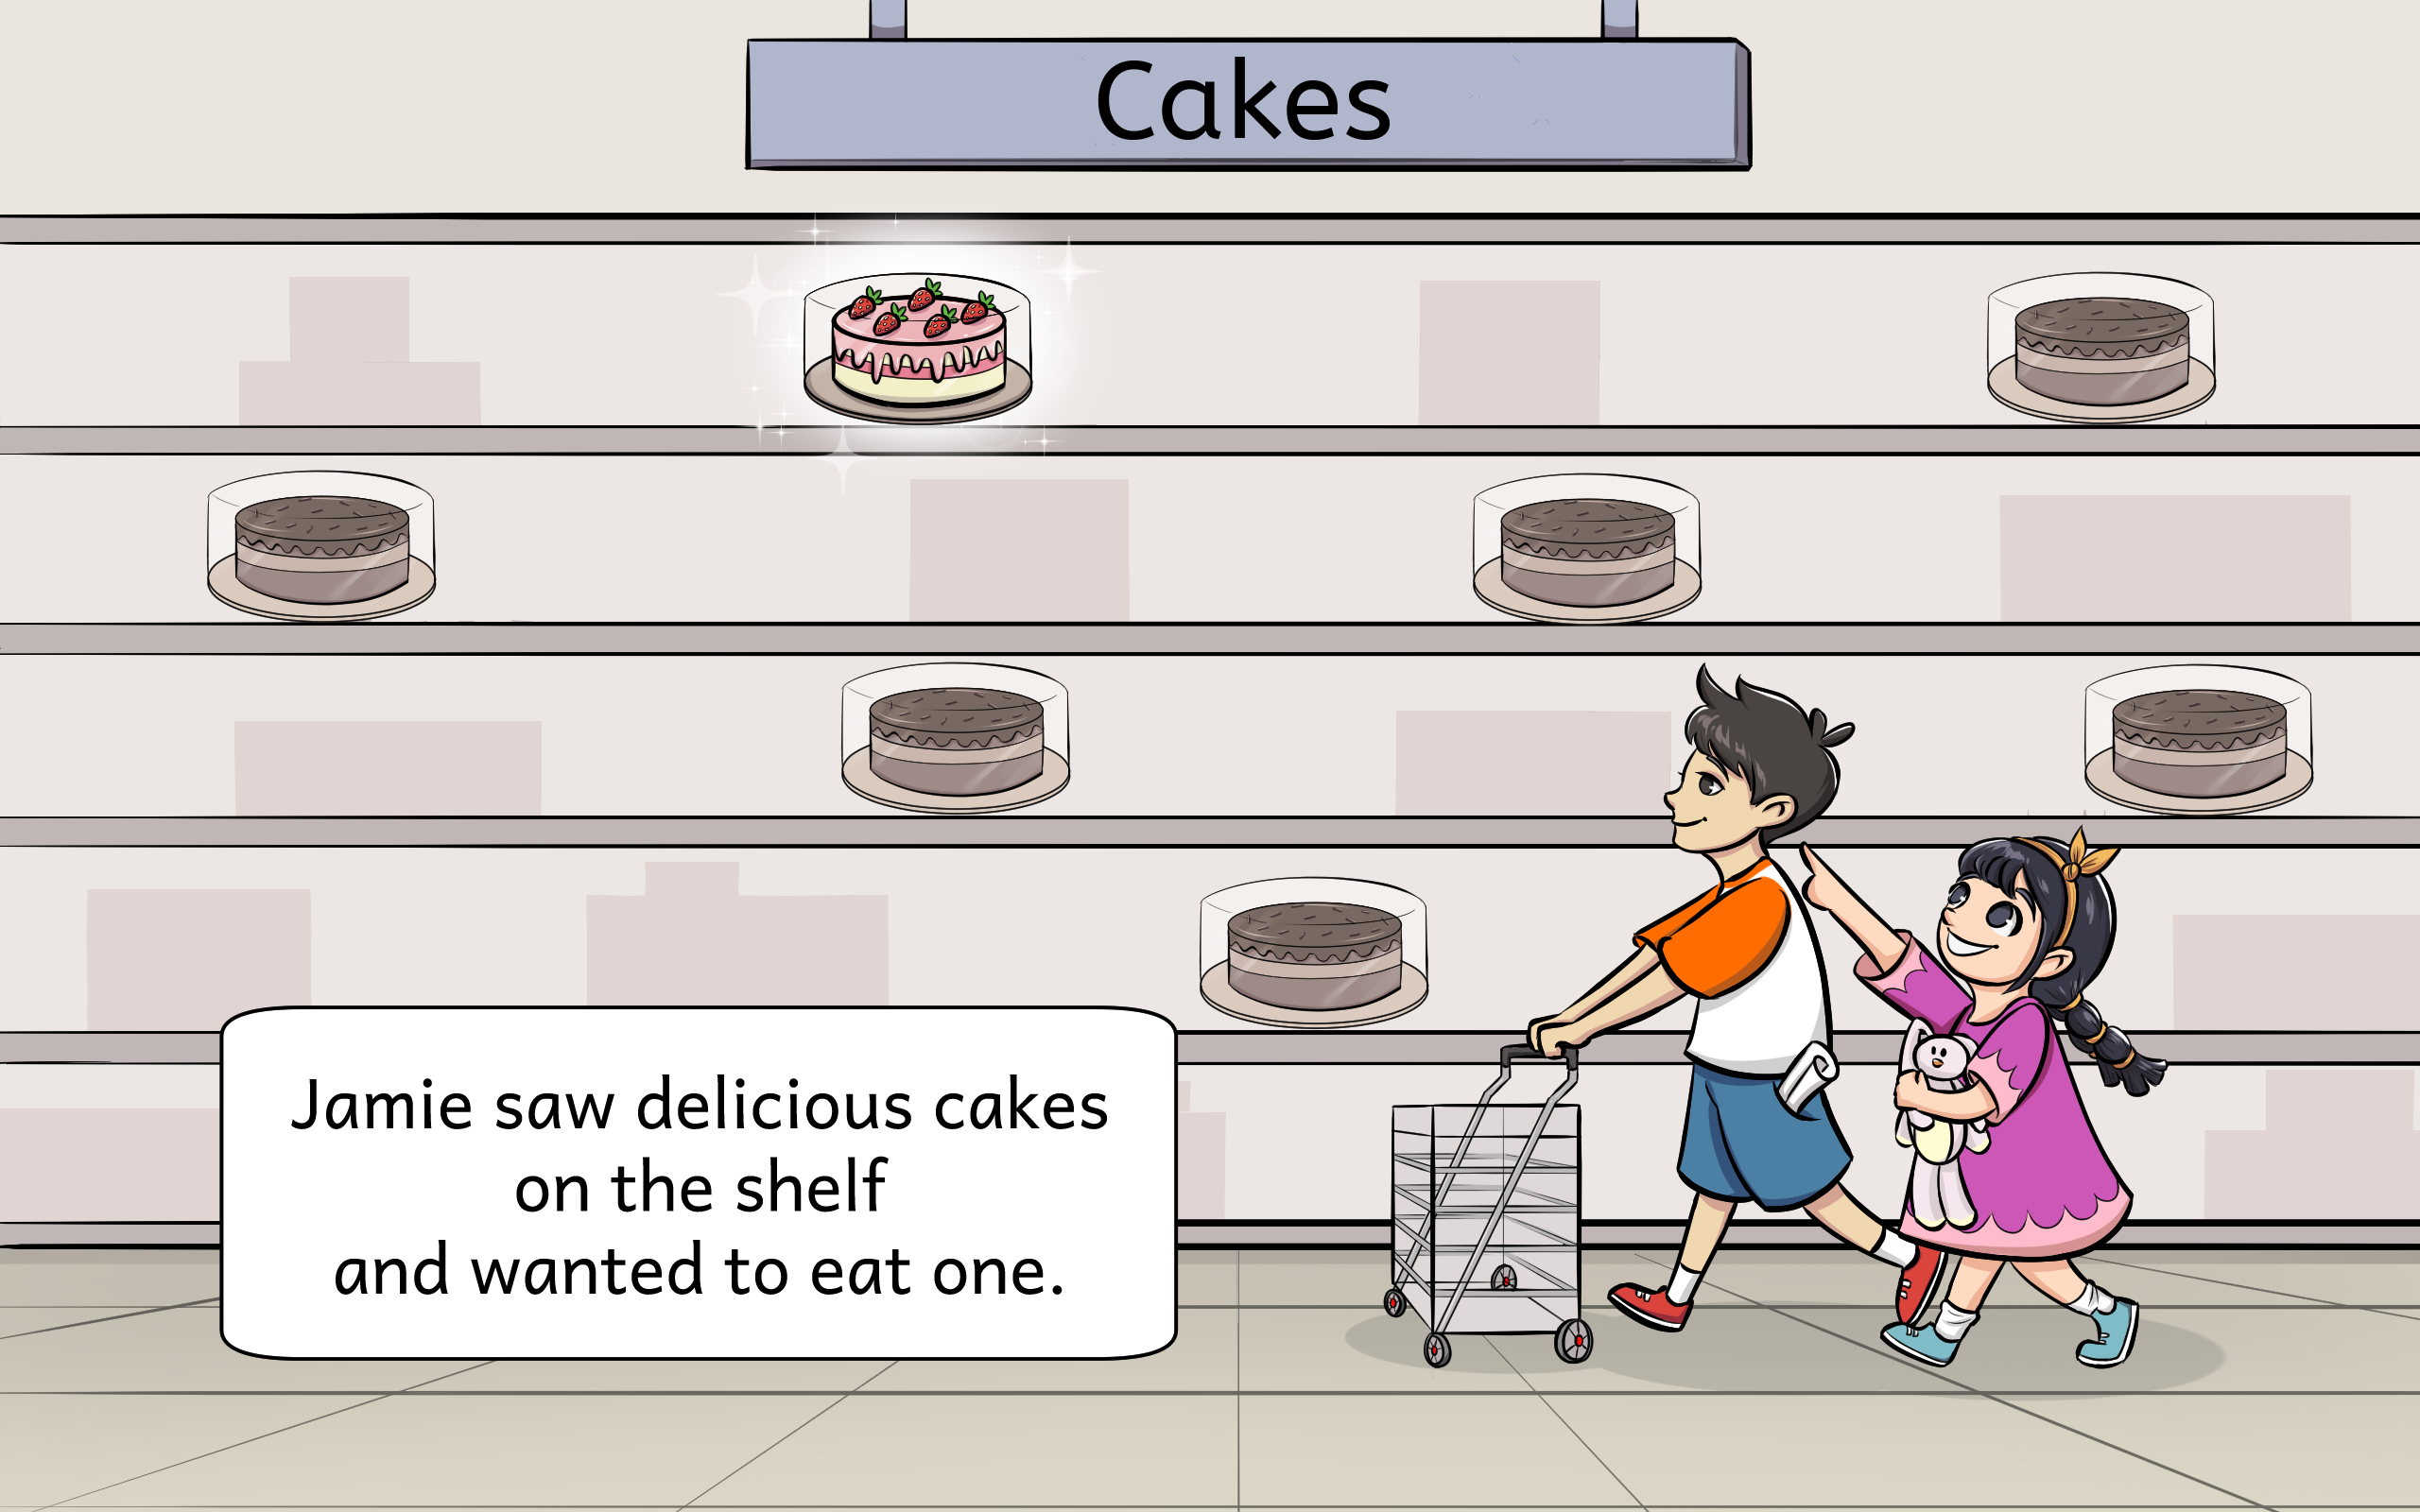 Cakes
Jamie saw delicious cakes
on the shelf
and wanted to eat one.